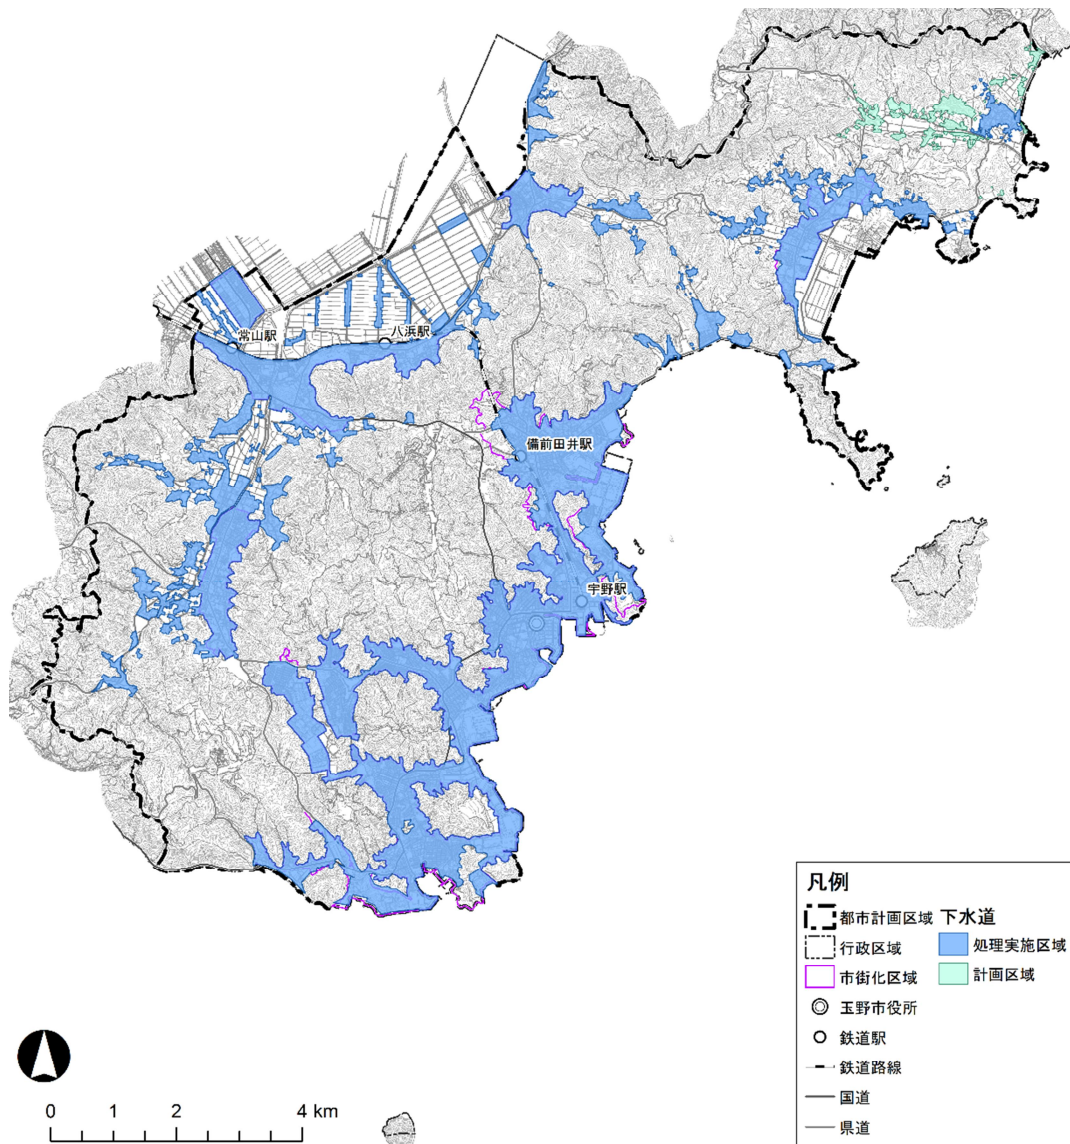 常山駅
八浜駅
備前田井駅
宇野駅
凡例
都市計画区域
行政区域
市街化区域
玉野市役所
鉄道駅
鉄道路線
国道
県道
下水道
処理実施区域
計画区域
0 1 2 4 km